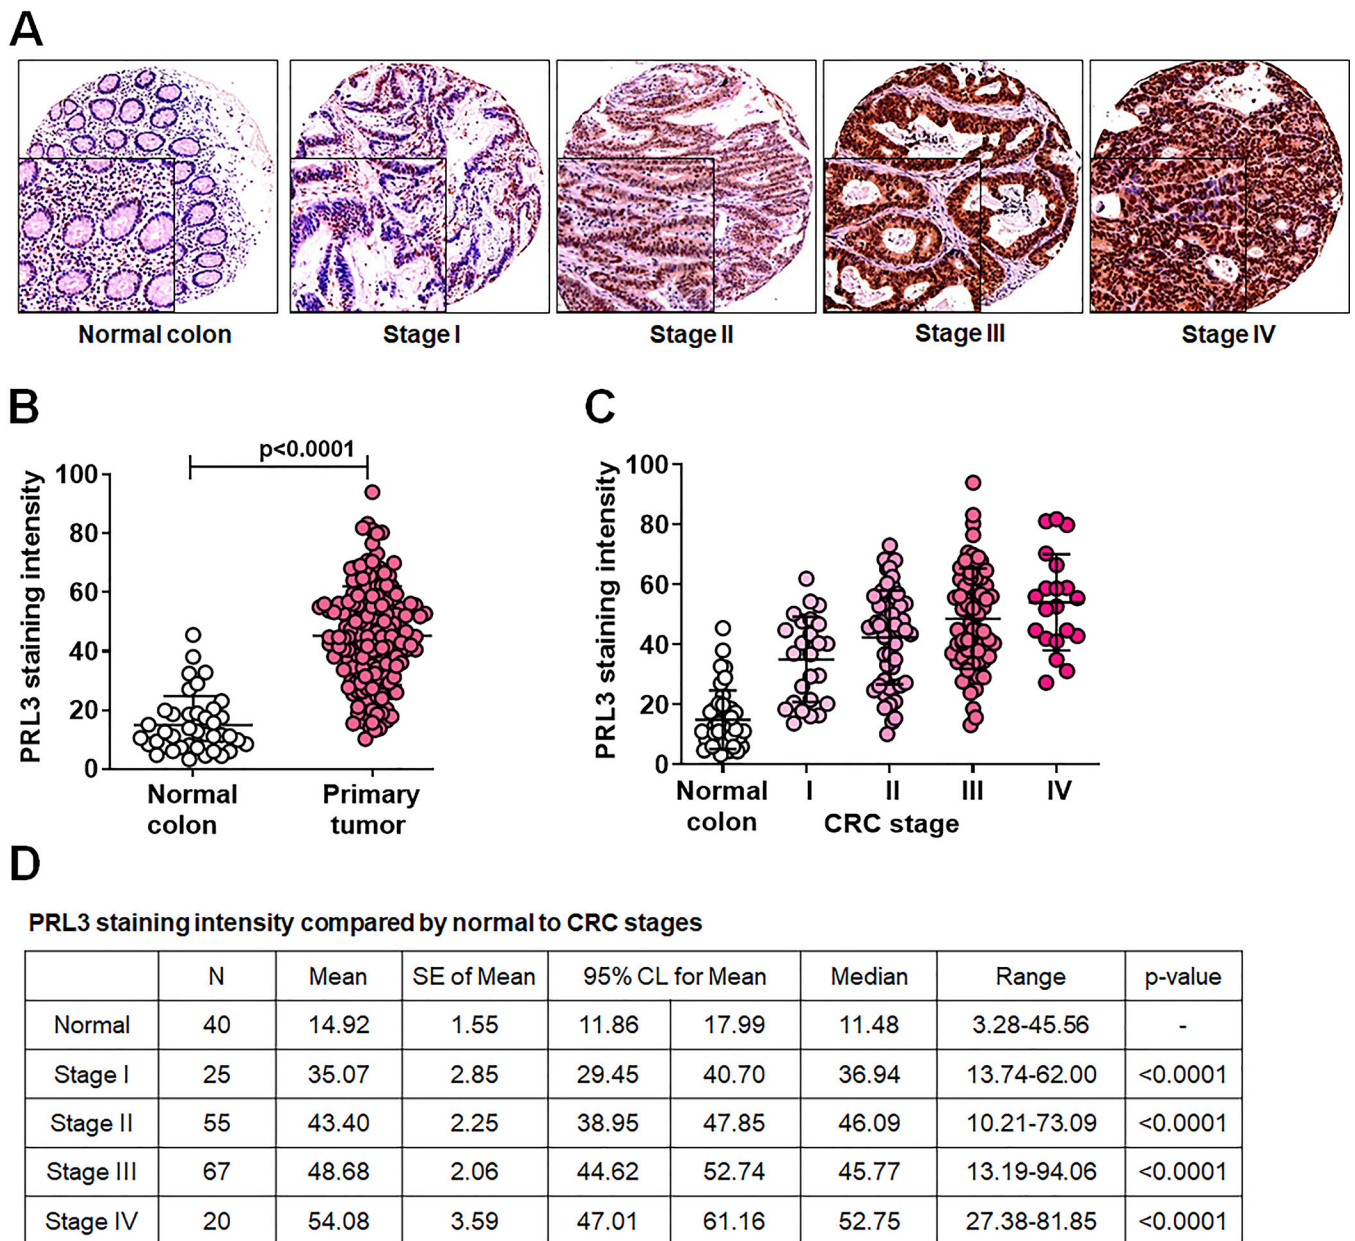 A
Normal colon
Stage I
Stage II
Stage III
Stage IV
B
p<0.0001
PRL3 staining intensity
100
80
60
40
20
0
Normal colon
Primary tumor
C
PRL3 staining intensity
100
80
60
40
20
0
Normal colon
I
II
III
IV
CRC stage
D
PRL3 staining intensity compared by normal to CRC stages
N Mean SE of Mean 95% CL for Mean Median Range p-value
Normal 40 14.92 1.55 11.86 17.99 11.48 3.28-45.56 -
Stage I 25 35.07 2.85 29.45 40.70 36.94 13.74-62.00 <0.0001
Stage II 55 43.40 2.25 38.95 47.85 46.09 10.21-73.09 <0.0001
Stage III 67 48.68 2.06 44.62 52.74 45.77 13.19-94.06 <0.0001
Stage IV 20 54.08 3.59 47.01 61.16 52.75 27.38-81.85 <0.0001